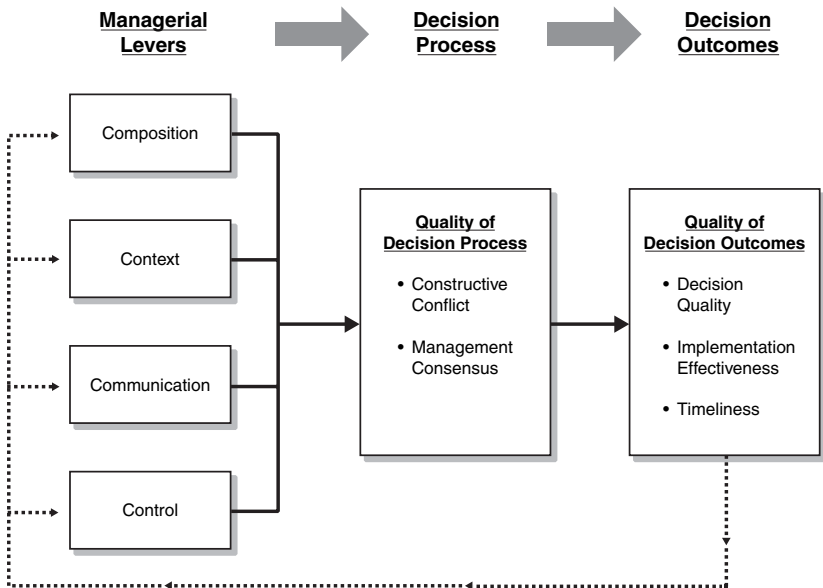 Managerial
Levers
Decision
Process
Decision
Outcomes
Composition
Context
Communication
Control
Quality of
Decision Process
• Constructive
Conflict
• Management
Consensus
Quality of
Decision Outcomes
• Decision
Quality
• Implementation
Effectiveness
• Timeliness